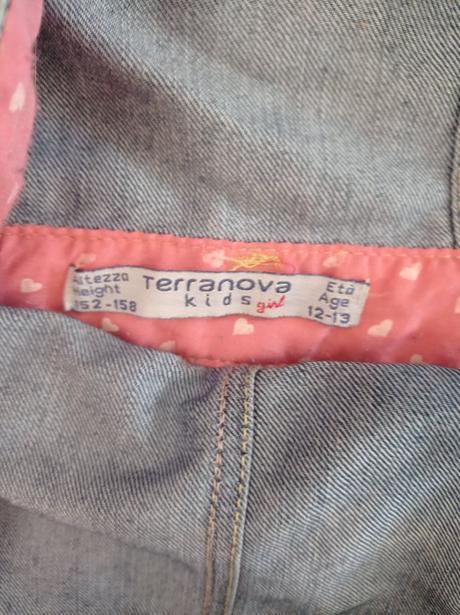 Altezza
Height
152-158
Terranova
kids girl
Età
Age
12-13